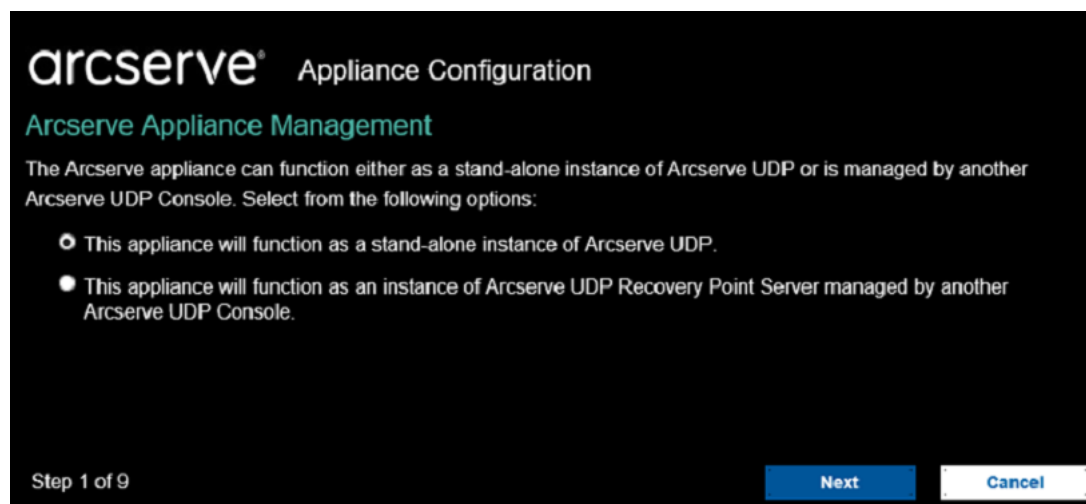 arcserve® Appliance Configuration
Arcserve Appliance Management
The Arcserve appliance can function either as a stand-alone instance of Arcserve UDP or is managed by another
Arcserve UDP Console. Select from the following options:
This appliance will function as a stand-alone instance of Arcserve UDP.
This appliance will function as an instance of Arcserve UDP Recovery Point Server managed by another
Arcserve UDP Console.
Step 1 of 9
Next
Cancel